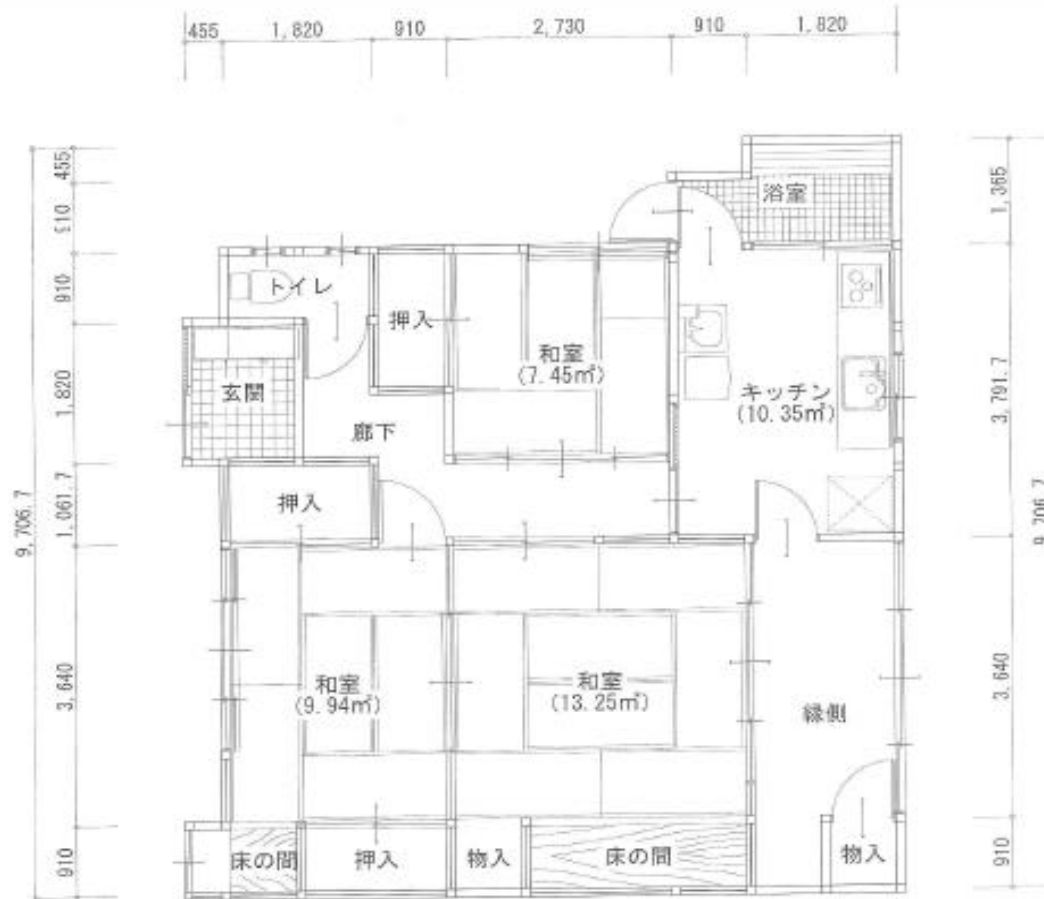 455 1,820 910 2,730 910 1,820
455
910
910
1,820
1,061.7
3,640
910
9,706.7
1,365
3,791.7
3,640
910
9,706.7
浴室
トイレ
押入
和室
(7.45㎡)
玄関
キッチン
(10.35㎡)
廊下
押入
和室
(9.94㎡)
和室
(13.25㎡)
縁側
床の間
押入
物入
床の間
物入